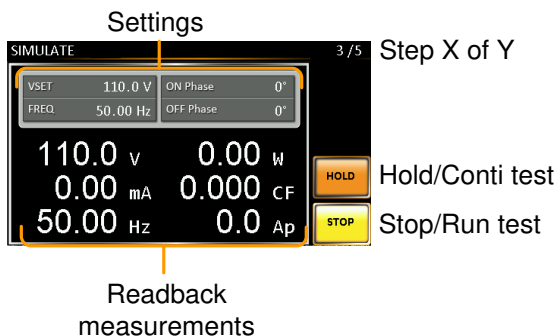 Settings
SIMULATE 3 /5 Step X of Y
VSET 110.0 V ON Phase 0°
FREQ 50.00 Hz OFF Phase 0°
110.0 V 0.00 W
0.00 mA 0.000 CF
50.00 Hz 0.0 Ap
HOLD Hold/Conti test
STOP Stop/Run test
Readback
measurements